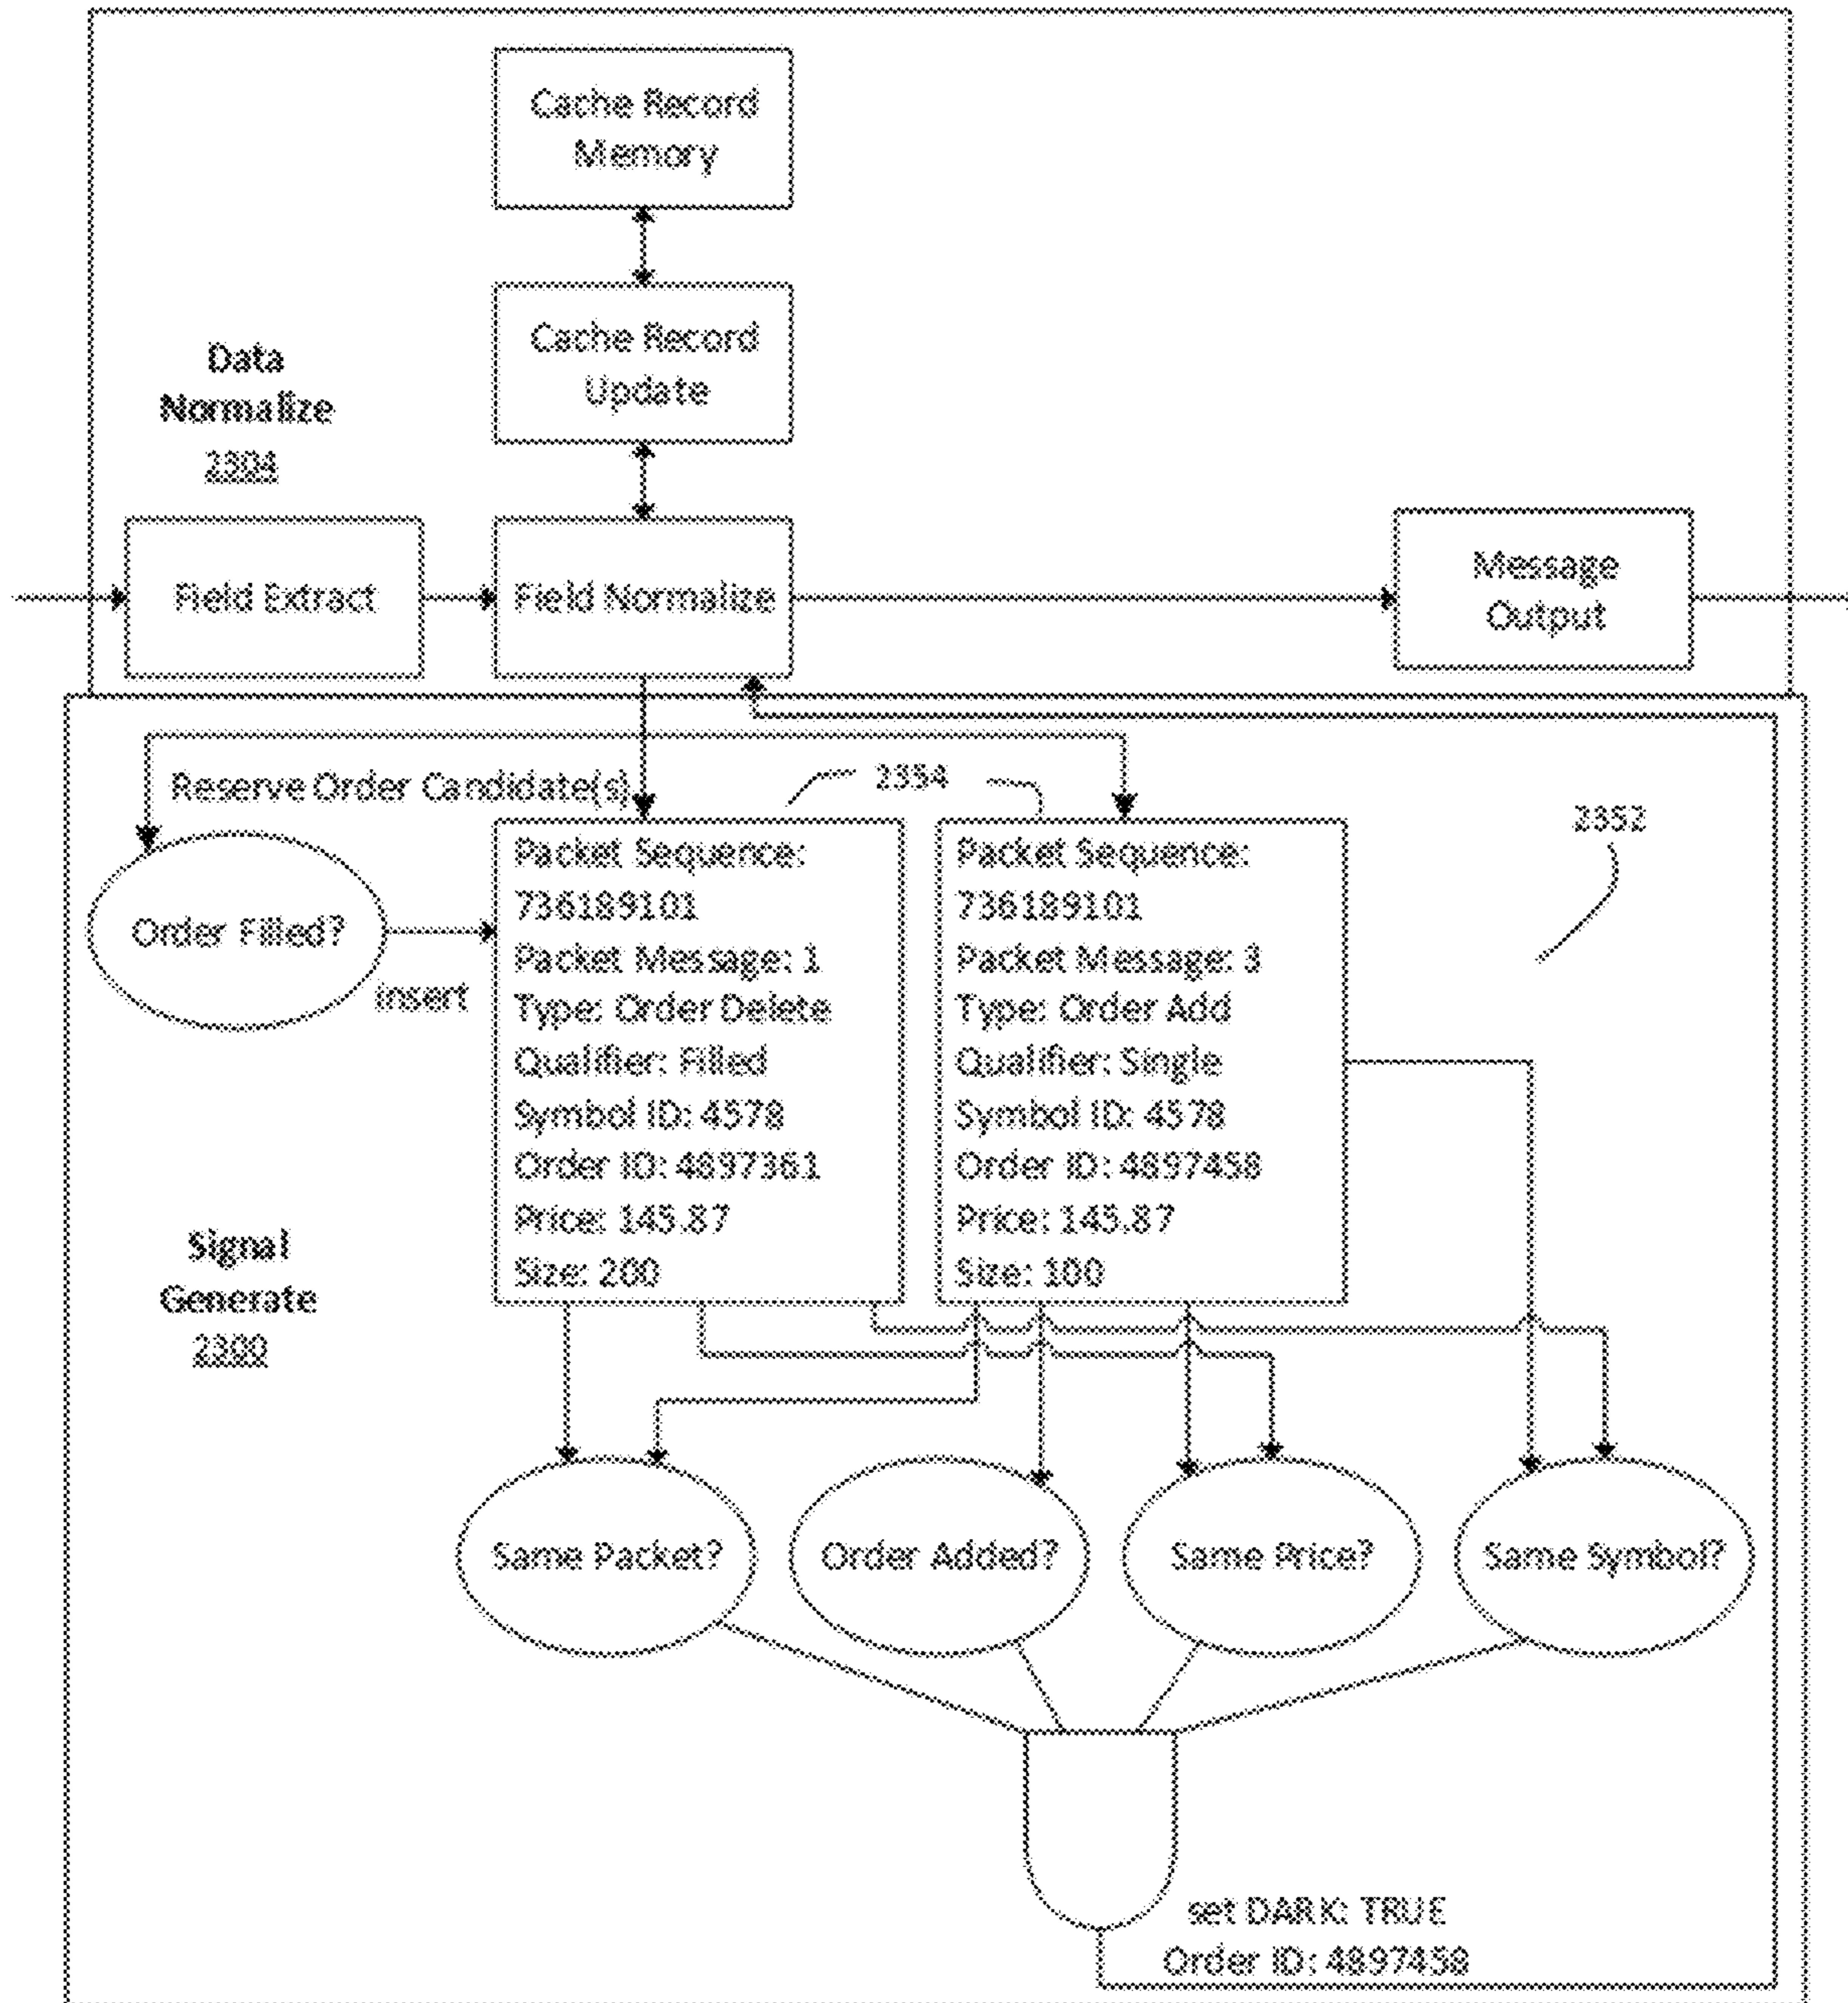 Cache Record
Memory
Cache Record
Update
Data
Normalize
2304
Field Extract
Field Normalize
Message
Output
Reserve Order Candidate(s)
2354
2352
Order Filled?
insert
Packet Sequence:
736189101
Packet Message: 1
Type: Order Delete
Qualifier: Filled
Symbol ID: 4578
Order ID: 4897361
Price: 145.87
Size: 200
Packet Sequence:
736189101
Packet Message: 3
Type: Order Add
Qualifier: Single
Symbol ID: 4578
Order ID: 4897458
Price: 145.87
Size: 100
Signal
Generate
2300
Same Packet?
Order Added?
Same Price?
Same Symbol?
set DARK: TRUE
Order ID: 4897458